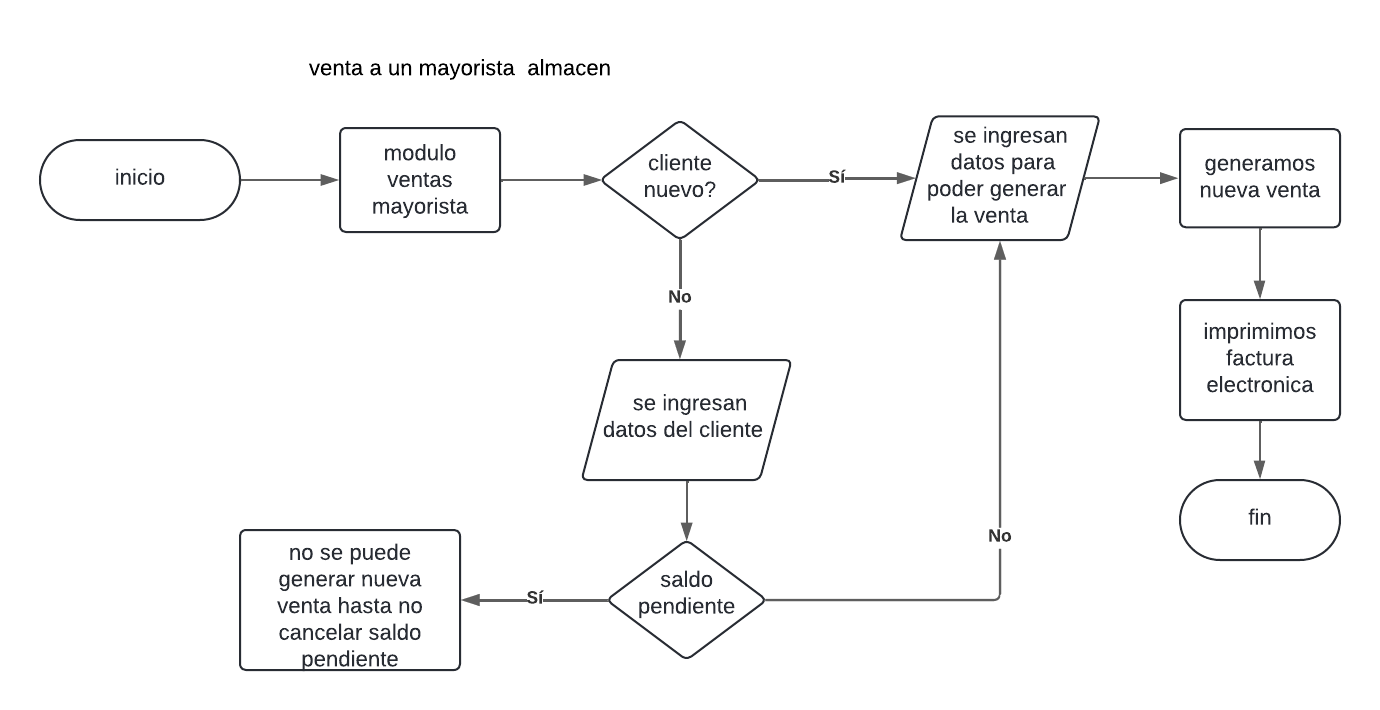 venta a un mayorista  almacen
inicio
modulo
ventas
mayorista
cliente
nuevo?
Sí
se ingresan
datos para
poder generar
la venta
generamos
nueva venta
No
imprimimos
factura
electronica
se ingresan
datos del cliente
fin
No
saldo
pendiente
Sí
no se puede
generar nueva
venta hasta no
cancelar saldo
pendiente